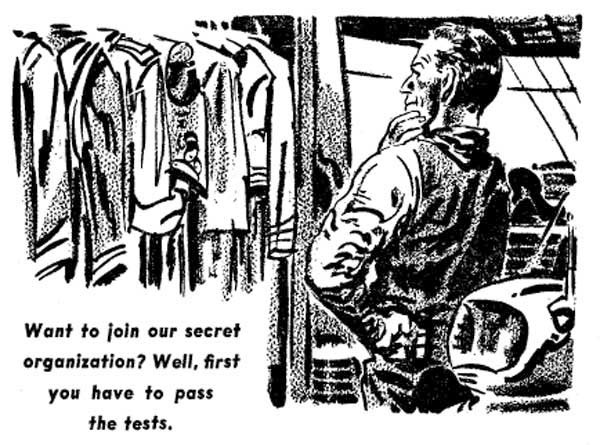 Want to join our secret
organization? Well, first
you have to pass
the tests.